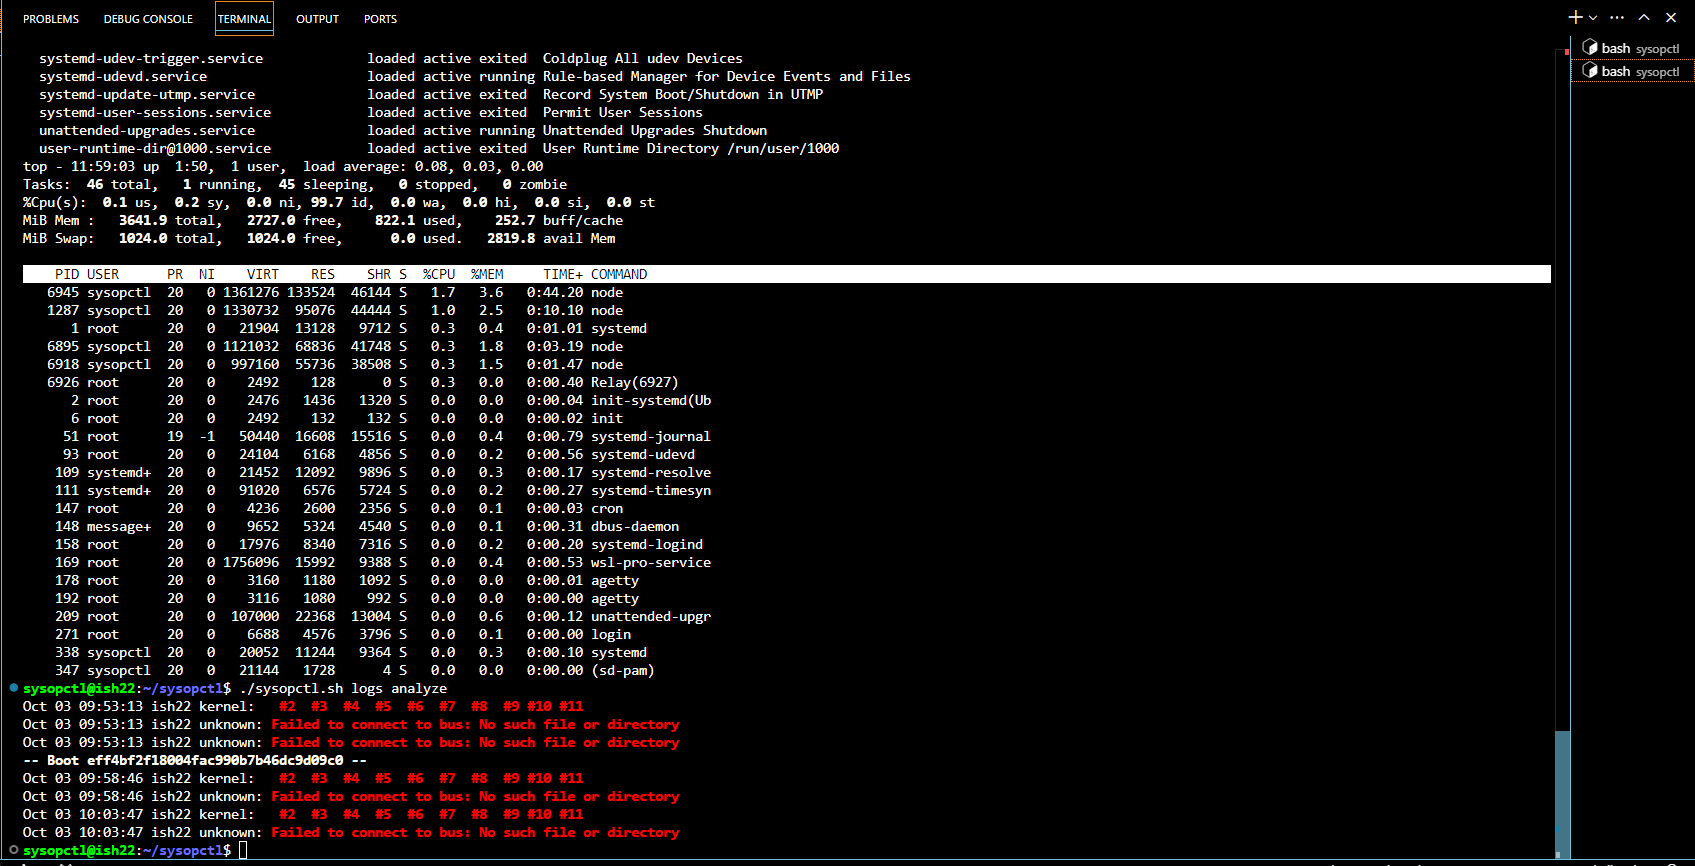 PROBLEMS DEBUG CONSOLE TERMINAL OUTPUT PORTS
bash sysopctl
bash sysopctl
systemd-udev-trigger.service loaded active exited Coldplug All udev Devices
systemd-udevd.service loaded active running Rule-based Manager for Device Events and Files
systemd-update-utmp.service loaded active exited Record System Boot/Shutdown in UTMP
systemd-user-sessions.service loaded active exited Permit User Sessions
unattended-upgrades.service loaded active running Unattended Upgrades Shutdown
user-runtime-dir@1000.service loaded active exited User Runtime Directory /run/user/1000
top - 11:59:03 up 1:50, 1 user, load average: 0.08, 0.03, 0.00
Tasks: 46 total, 1 running, 45 sleeping, 0 stopped, 0 zombie
%Cpu(s): 0.1 us, 0.2 sy, 0.0 ni, 99.7 id, 0.0 wa, 0.0 hi, 0.0 si, 0.0 st
MiB Mem : 3641.9 total, 2727.0 free, 822.1 used, 252.7 buff/cache
MiB Swap: 1024.0 total, 1024.0 free, 0.0 used. 2819.8 avail Mem
PID USER PR NI VIRT RES SHR S %CPU %MEM TIME+ COMMAND
6945 sysopctl 20 0 1361276 133524 46144 S 1.7 3.6 0:44.20 node
1287 sysopctl 20 0 1330732 95076 44444 S 1.0 2.5 0:10.10 node
1 root 20 0 21904 13128 9712 S 0.3 0.4 0:01.01 systemd
6895 sysopctl 20 0 1121032 68836 41748 S 0.3 1.8 0:03.19 node
6918 sysopctl 20 0 997160 55736 38508 S 0.3 1.5 0:01.47 node
6926 root 20 0 2492 128 0 S 0.3 0.0 0:00.40 Relay(6927)
2 root 20 0 2476 1436 1320 S 0.0 0.0 0:00.04 init-systemd(Ub
6 root 20 0 2492 132 132 S 0.0 0.0 0:00.02 init
51 root 19 -1 50440 16608 15516 S 0.0 0.4 0:00.79 systemd-journal
93 root 20 0 24104 6168 4856 S 0.0 0.2 0:00.56 systemd-udevd
109 systemd+ 20 0 21452 12092 9896 S 0.0 0.3 0:00.17 systemd-resolve
111 systemd+ 20 0 91020 6576 5724 S 0.0 0.2 0:00.27 systemd-timesyn
147 root 20 0 4236 2600 2356 S 0.0 0.1 0:00.03 cron
148 message+ 20 0 9652 5324 4540 S 0.0 0.1 0:00.31 dbus-daemon
158 root 20 0 17976 8340 7316 S 0.0 0.2 0:00.20 systemd-logind
169 root 20 0 1756096 15992 9388 S 0.0 0.4 0:00.53 wsl-pro-service
178 root 20 0 3160 1180 1092 S 0.0 0.0 0:00.01 agetty
192 root 20 0 3116 1080 992 S 0.0 0.0 0:00.00 agetty
209 root 20 0 107000 22368 13004 S 0.0 0.6 0:00.12 unattended-upgr
271 root 20 0 6688 4576 3796 S 0.0 0.1 0:00.00 login
338 sysopctl 20 0 20052 11244 9364 S 0.0 0.3 0:00.10 systemd
347 sysopctl 20 0 21144 1728 4 S 0.0 0.0 0:00.00 (sd-pam)
sysopctl@ish22:~/sysopctl$ ./sysopctl.sh logs analyze
Oct 03 09:53:13 ish22 kernel: #2 #3 #4 #5 #6 #7 #8 #9 #10 #11
Oct 03 09:53:13 ish22 unknown: Failed to connect to bus: No such file or directory
Oct 03 09:53:13 ish22 unknown: Failed to connect to bus: No such file or directory
-- Boot eff4bf2f18004fac990b7b46dc9d09c0 --
Oct 03 09:58:46 ish22 kernel: #2 #3 #4 #5 #6 #7 #8 #9 #10 #11
Oct 03 09:58:46 ish22 unknown: Failed to connect to bus: No such file or directory
Oct 03 10:03:47 ish22 kernel: #2 #3 #4 #5 #6 #7 #8 #9 #10 #11
Oct 03 10:03:47 ish22 unknown: Failed to connect to bus: No such file or directory
sysopctl@ish22:~/sysopctl$